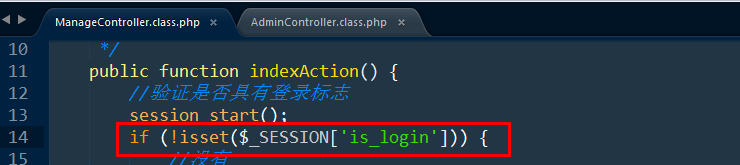 ManageController.class.php × AdminController.class.php ×
10 */
11 public function indexAction() {
12 //验证是否具有登录标志
13 session_start();
14 if (!isset($_SESSION['is_login'])) {
//没有